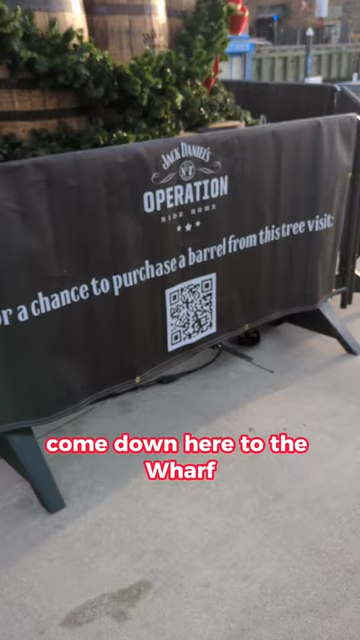 JACK DANIEL'S
OPERATION
RIDE HOME
or a chance to purchase a barrel from this tree visit:
come down here to the
Wharf